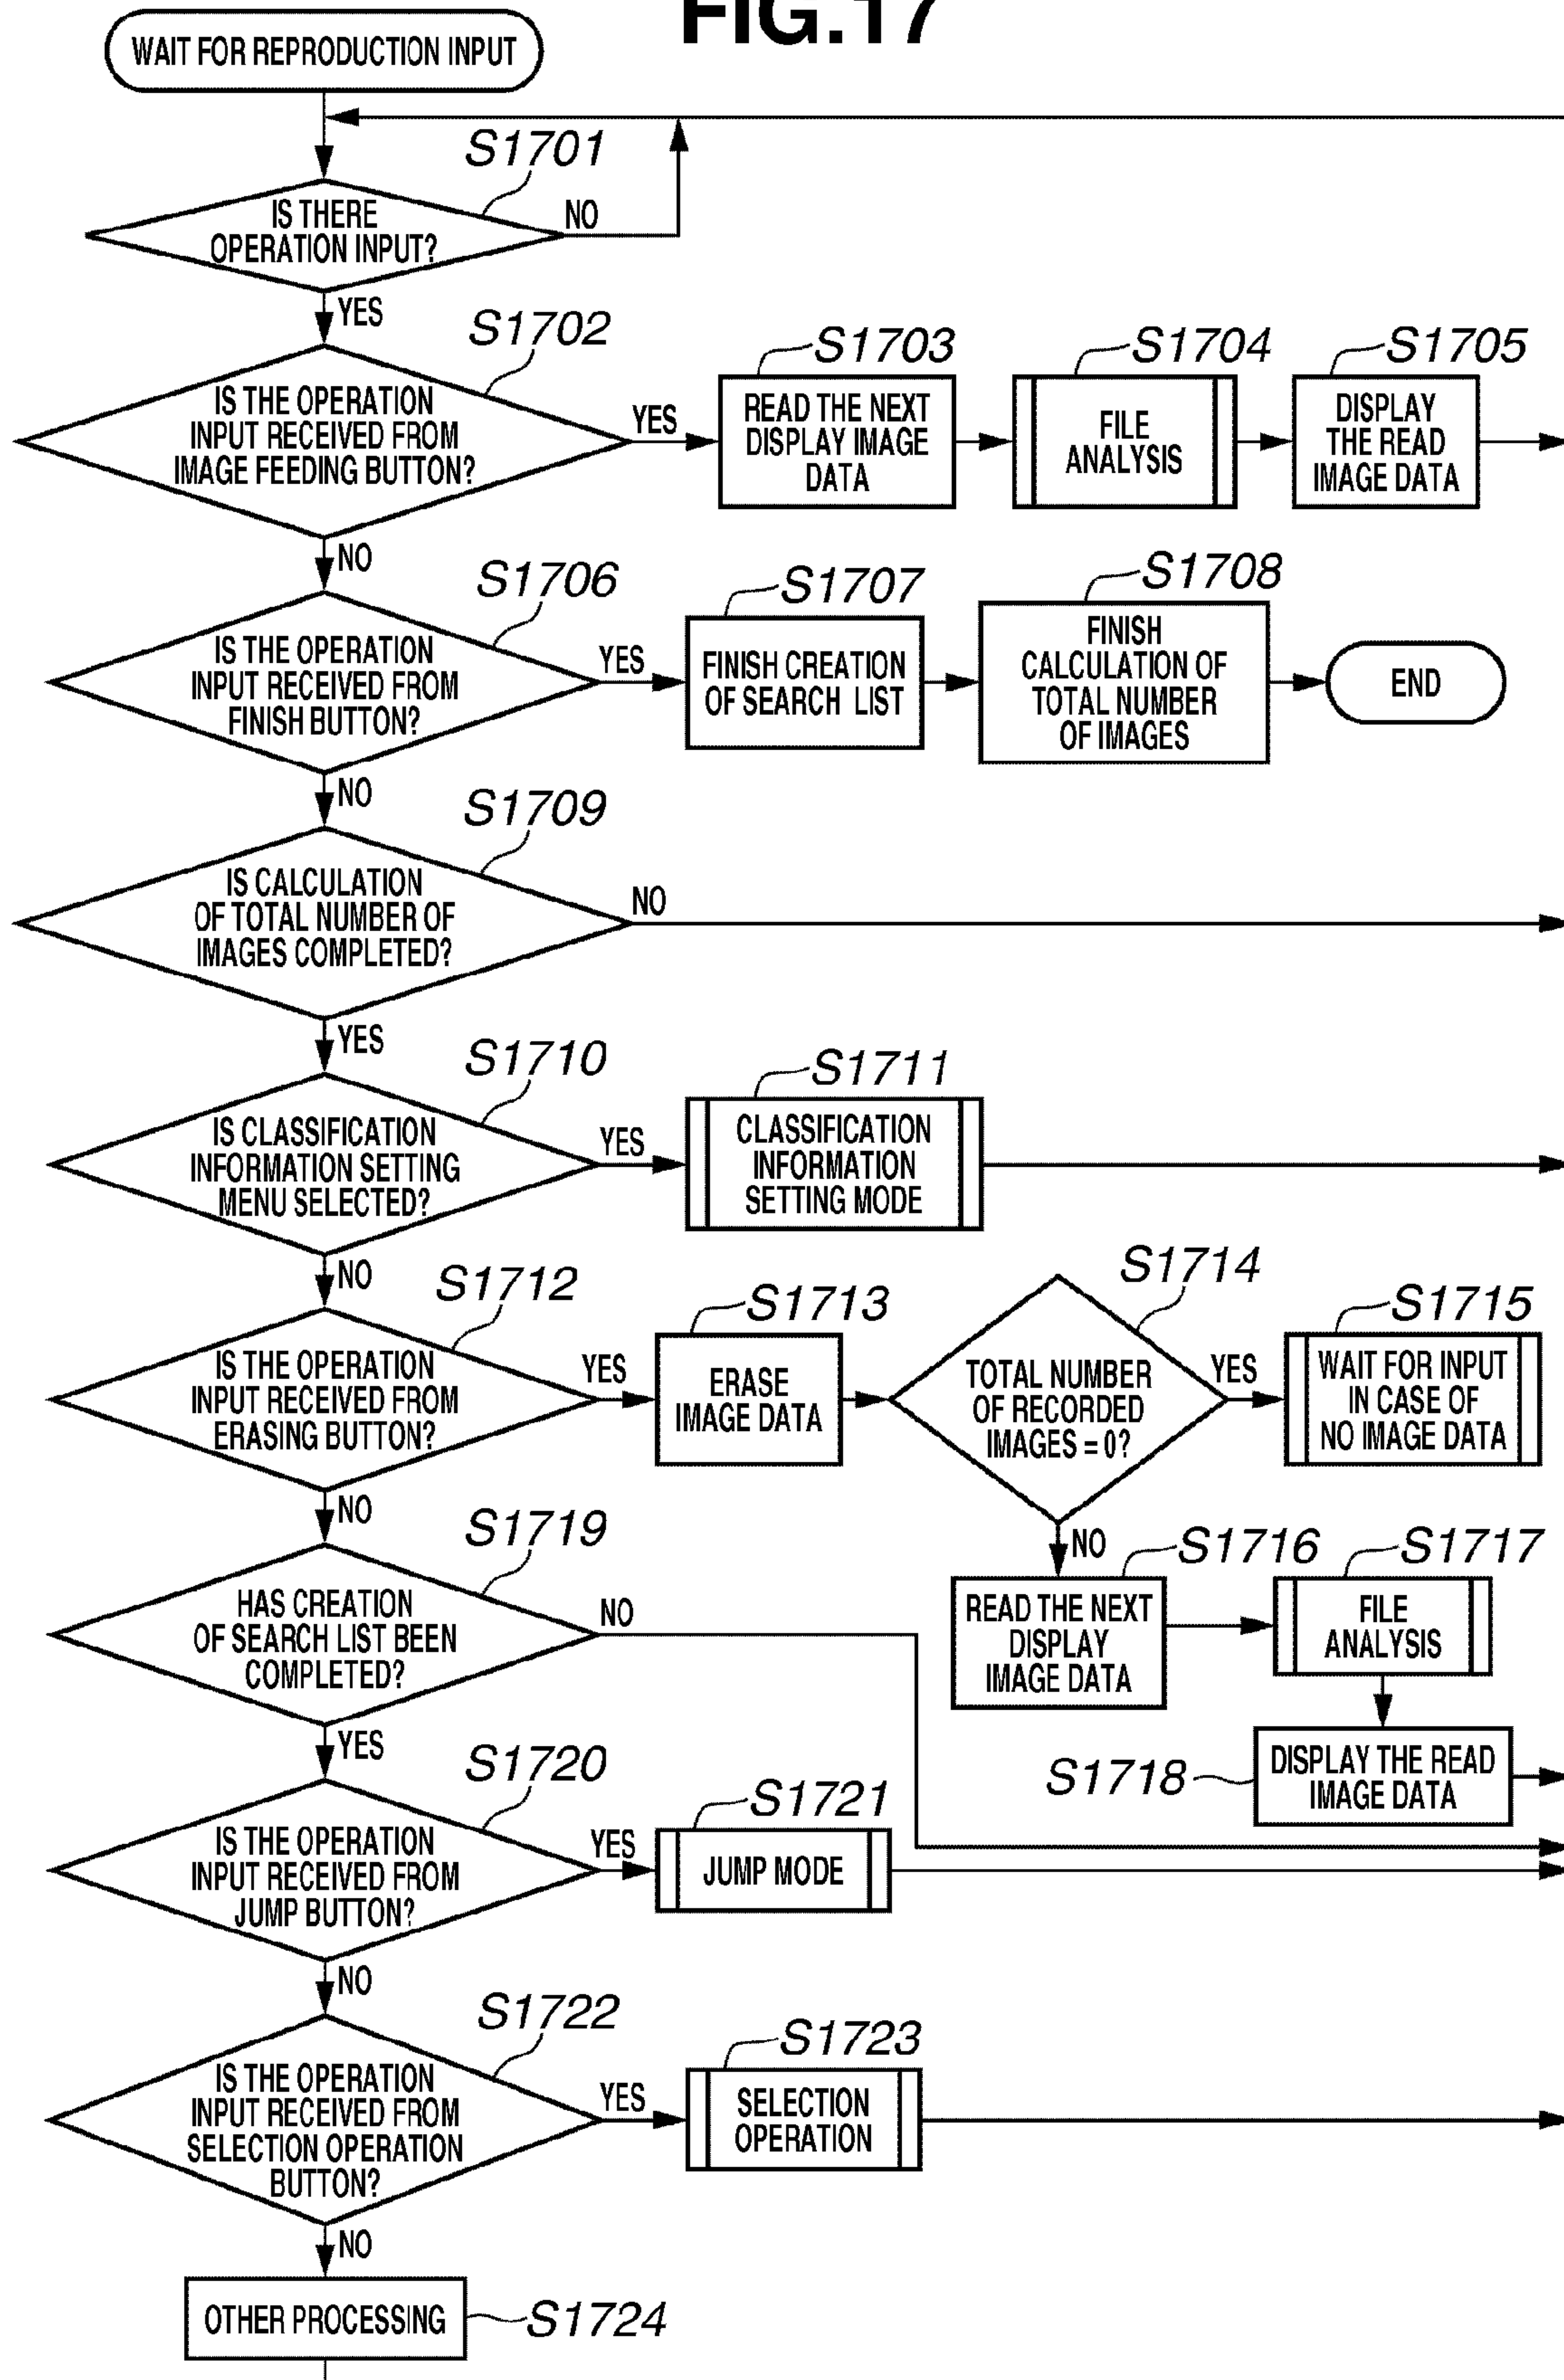 FIG.17
WAIT FOR REPRODUCTION INPUT
S1701
IS THERE
OPERATION INPUT?
NO
YES
S1702
IS THE OPERATION
INPUT RECEIVED FROM
IMAGE FEEDING BUTTON?
YES
S1703
READ THE NEXT
DISPLAY IMAGE
DATA
S1704
FILE
ANALYSIS
S1705
DISPLAY
THE READ
IMAGE DATA
NO
S1706
IS THE OPERATION
INPUT RECEIVED FROM
FINISH BUTTON?
YES
S1707
FINISH CREATION
OF SEARCH LIST
S1708
FINISH
CALCULATION OF
TOTAL NUMBER
OF IMAGES
END
NO
S1709
IS CALCULATION
OF TOTAL NUMBER OF
IMAGES COMPLETED?
NO
YES
S1710
IS CLASSIFICATION
INFORMATION SETTING
MENU SELECTED?
YES
S1711
CLASSIFICATION
INFORMATION
SETTING MODE
NO
S1712
IS THE OPERATION
INPUT RECEIVED FROM
ERASING BUTTON?
YES
S1713
ERASE
IMAGE DATA
S1714
TOTAL NUMBER
OF RECORDED
IMAGES = 0?
YES
S1715
WAIT FOR INPUT
IN CASE OF
NO IMAGE DATA
NO
S1716
READ THE NEXT
DISPLAY
IMAGE DATA
S1717
FILE
ANALYSIS
S1718
DISPLAY THE READ
IMAGE DATA
NO
S1719
HAS CREATION
OF SEARCH LIST BEEN
COMPLETED?
NO
YES
S1720
IS THE OPERATION
INPUT RECEIVED FROM
JUMP BUTTON?
YES
S1721
JUMP MODE
NO
S1722
IS THE OPERATION
INPUT RECEIVED FROM
SELECTION OPERATION
BUTTON?
YES
S1723
SELECTION
OPERATION
NO
OTHER PROCESSING
S1724